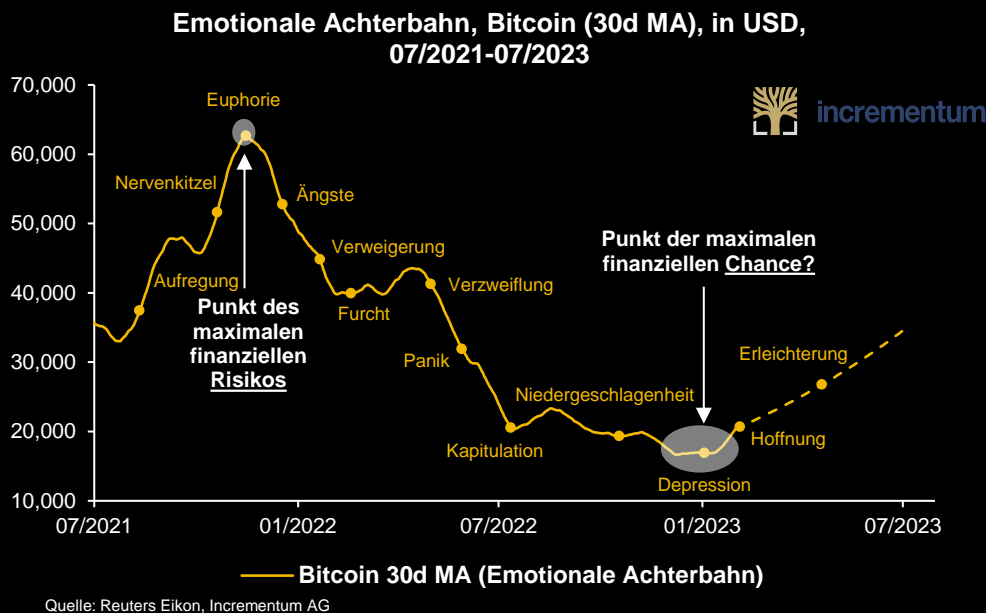 Emotionale Achterbahn, Bitcoin (30d MA), in USD,
07/2021-07/2023
incrementum
70,000
60,000
50,000
40,000
30,000
20,000
10,000
Euphorie
Nervenkitzel
Ängste
Aufregung
Verweigerung
Furcht
Verzweiflung
Punkt des
maximalen
finanziellen
Risikos
Punkt der maximalen
finanziellen Chance?
Panik
Erleichterung
Niedergeschlagenheit
Kapitulation
Hoffnung
Depression
07/2021
01/2022
07/2022
01/2023
07/2023
Bitcoin 30d MA (Emotionale Achterbahn)
Quelle: Reuters Eikon, Incrementum AG